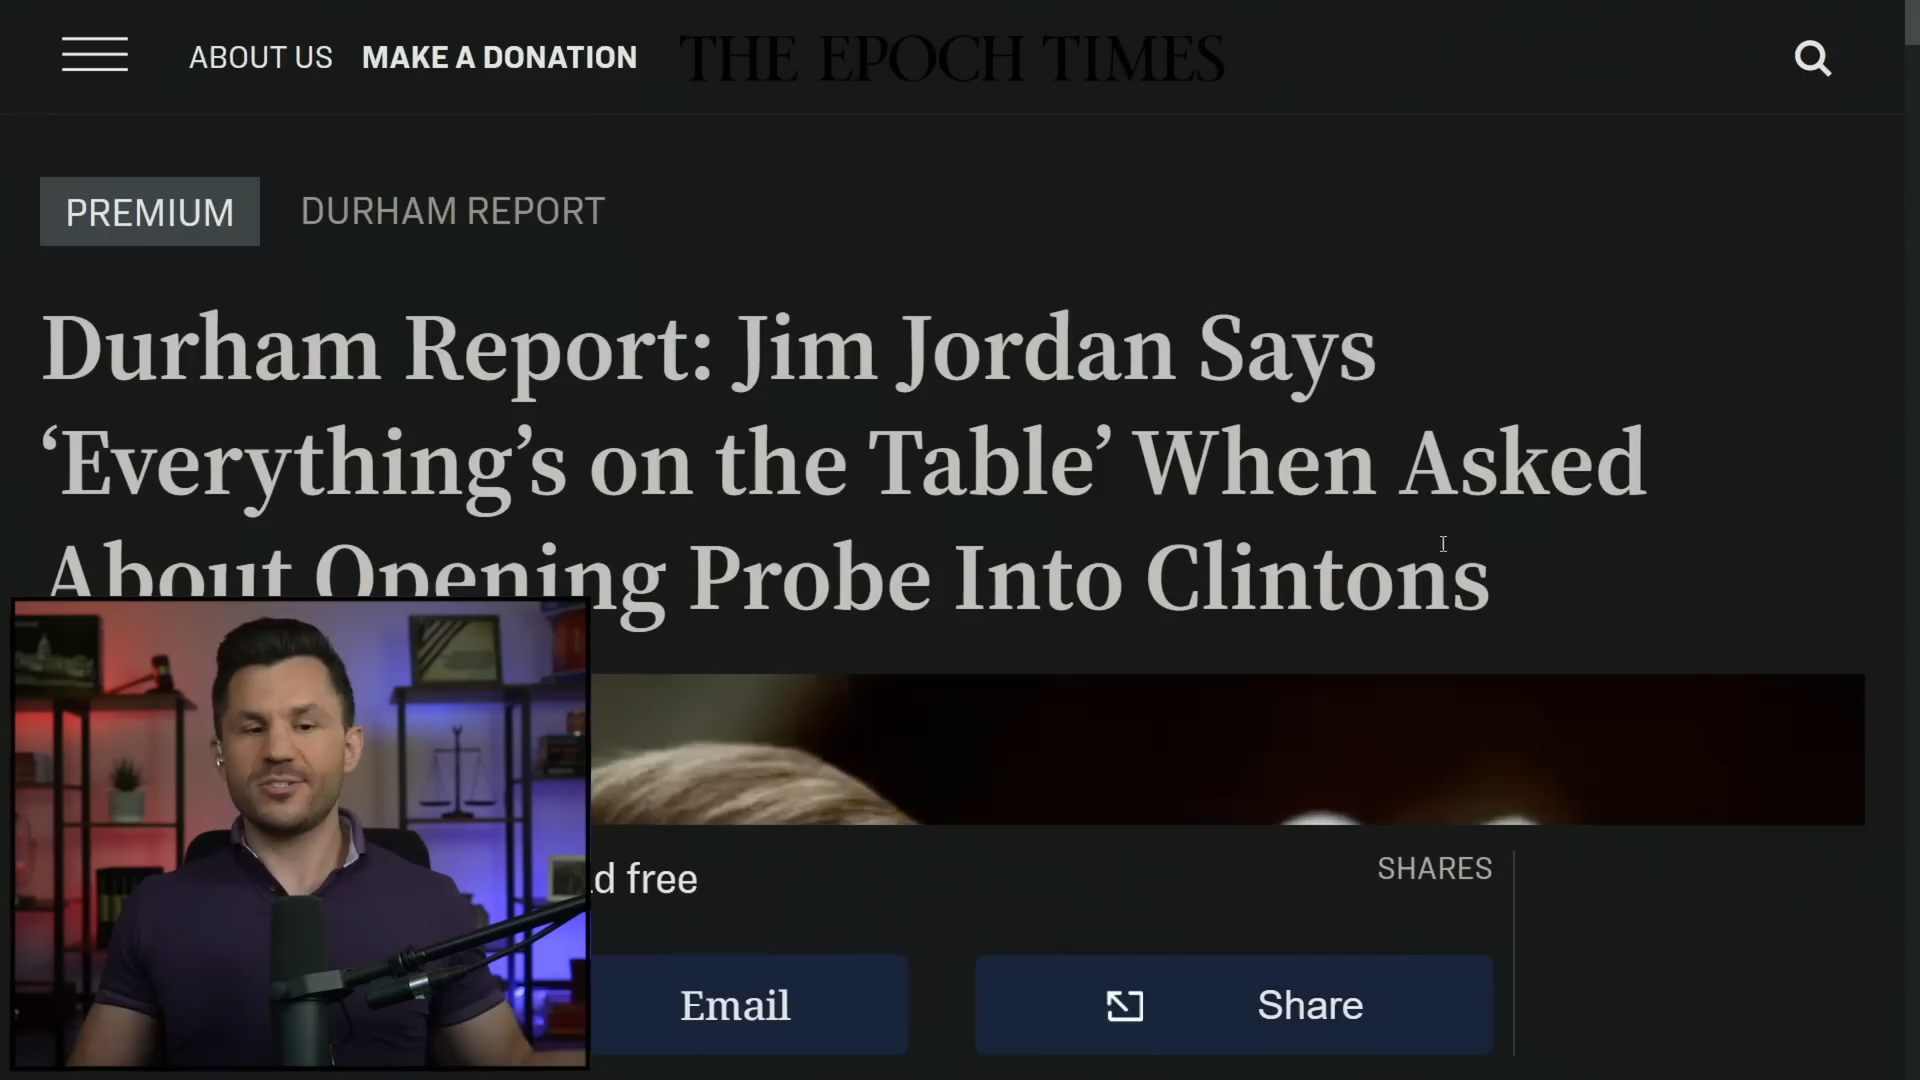 ABOUT US MAKE A DONATION THE EPOCH TIMES
PREMIUM DURHAM REPORT
Durham Report: Jim Jordan Says
‘Everything’s on the Table’ When Asked
About Opening Probe Into Clintons
d free
SHARES
Email
Share